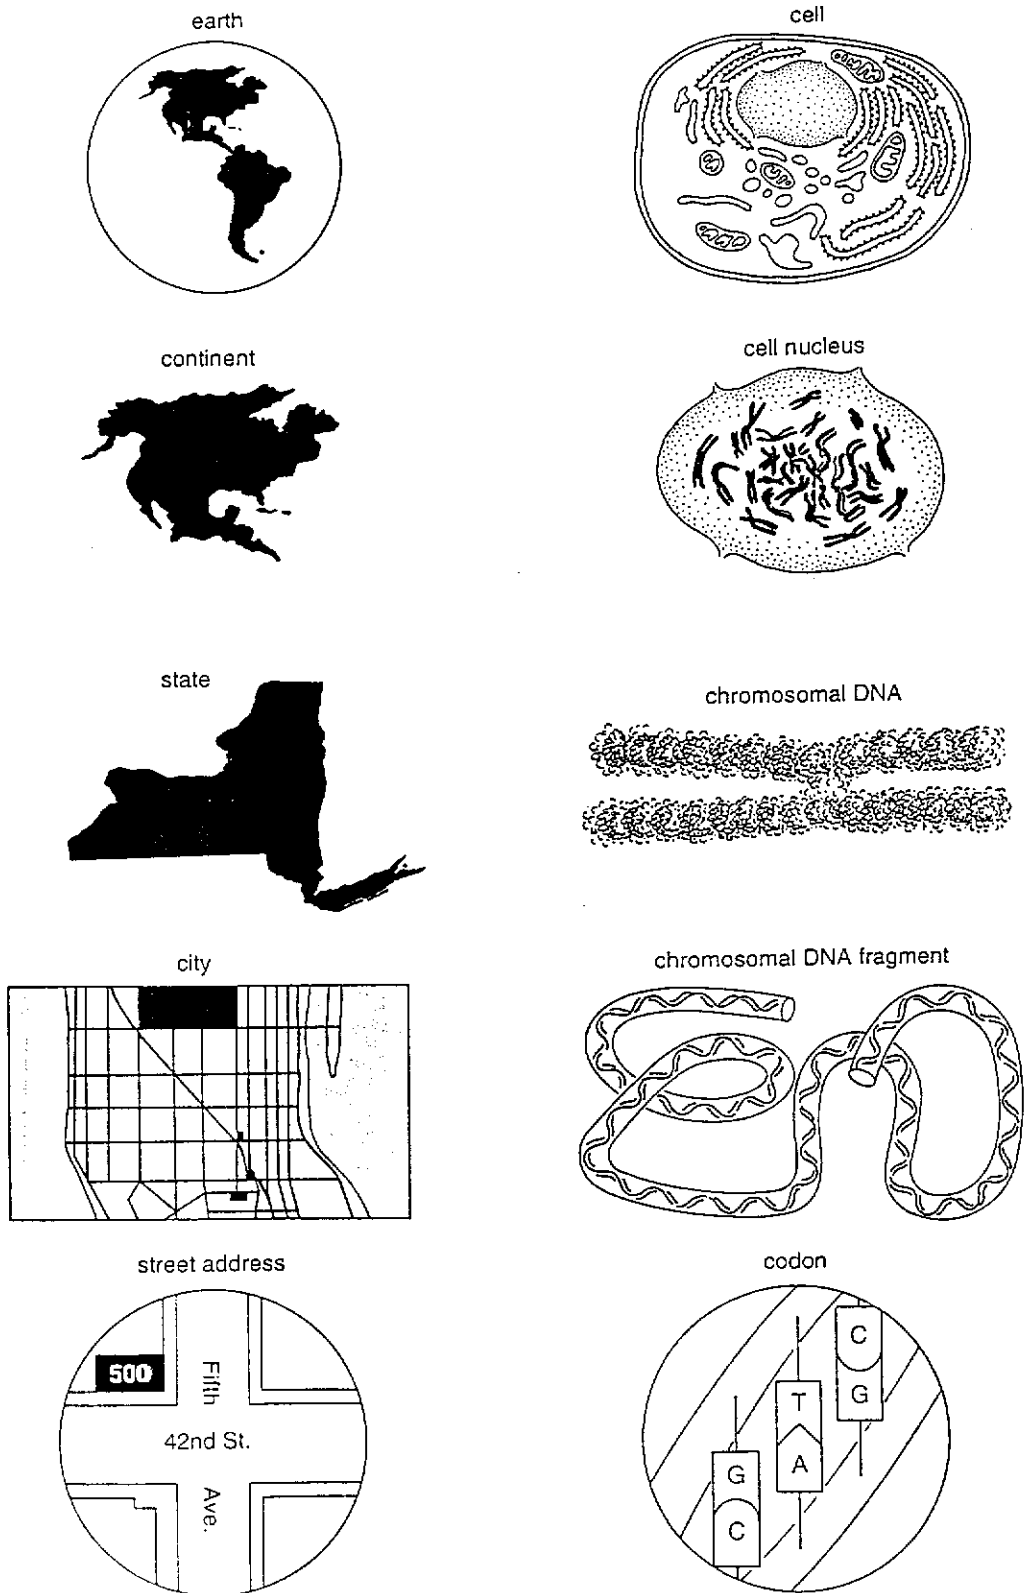 earth
cell
continent
cell nucleus
state
chromosomal DNA
city
chromosomal DNA fragment
street address
codon
500
Fifth
42nd St.
Ave.
C
G
T
A
G
C